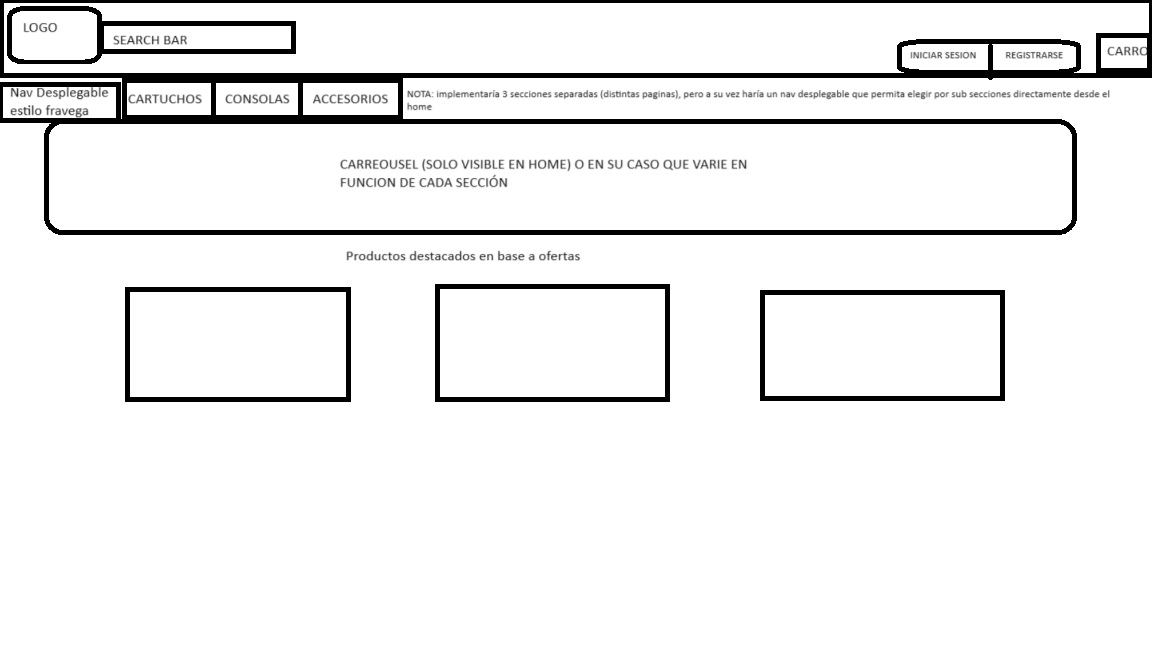 LOGO
SEARCH BAR
INICIAR SESION
REGISTRARSE
CARRO
Nav Desplegable
estilo fravega
CARTUCHOS
CONSOLAS
ACCESORIOS
NOTA: implementaría 3 secciones separadas (distintas paginas), pero a su vez haría un nav desplegable que permita elegir por sub secciones directamente desde el
home
CARREOUSEL (SOLO VISIBLE EN HOME) O EN SU CASO QUE VARIE EN
FUNCION DE CADA SECCIÓN
Productos destacados en base a ofertas